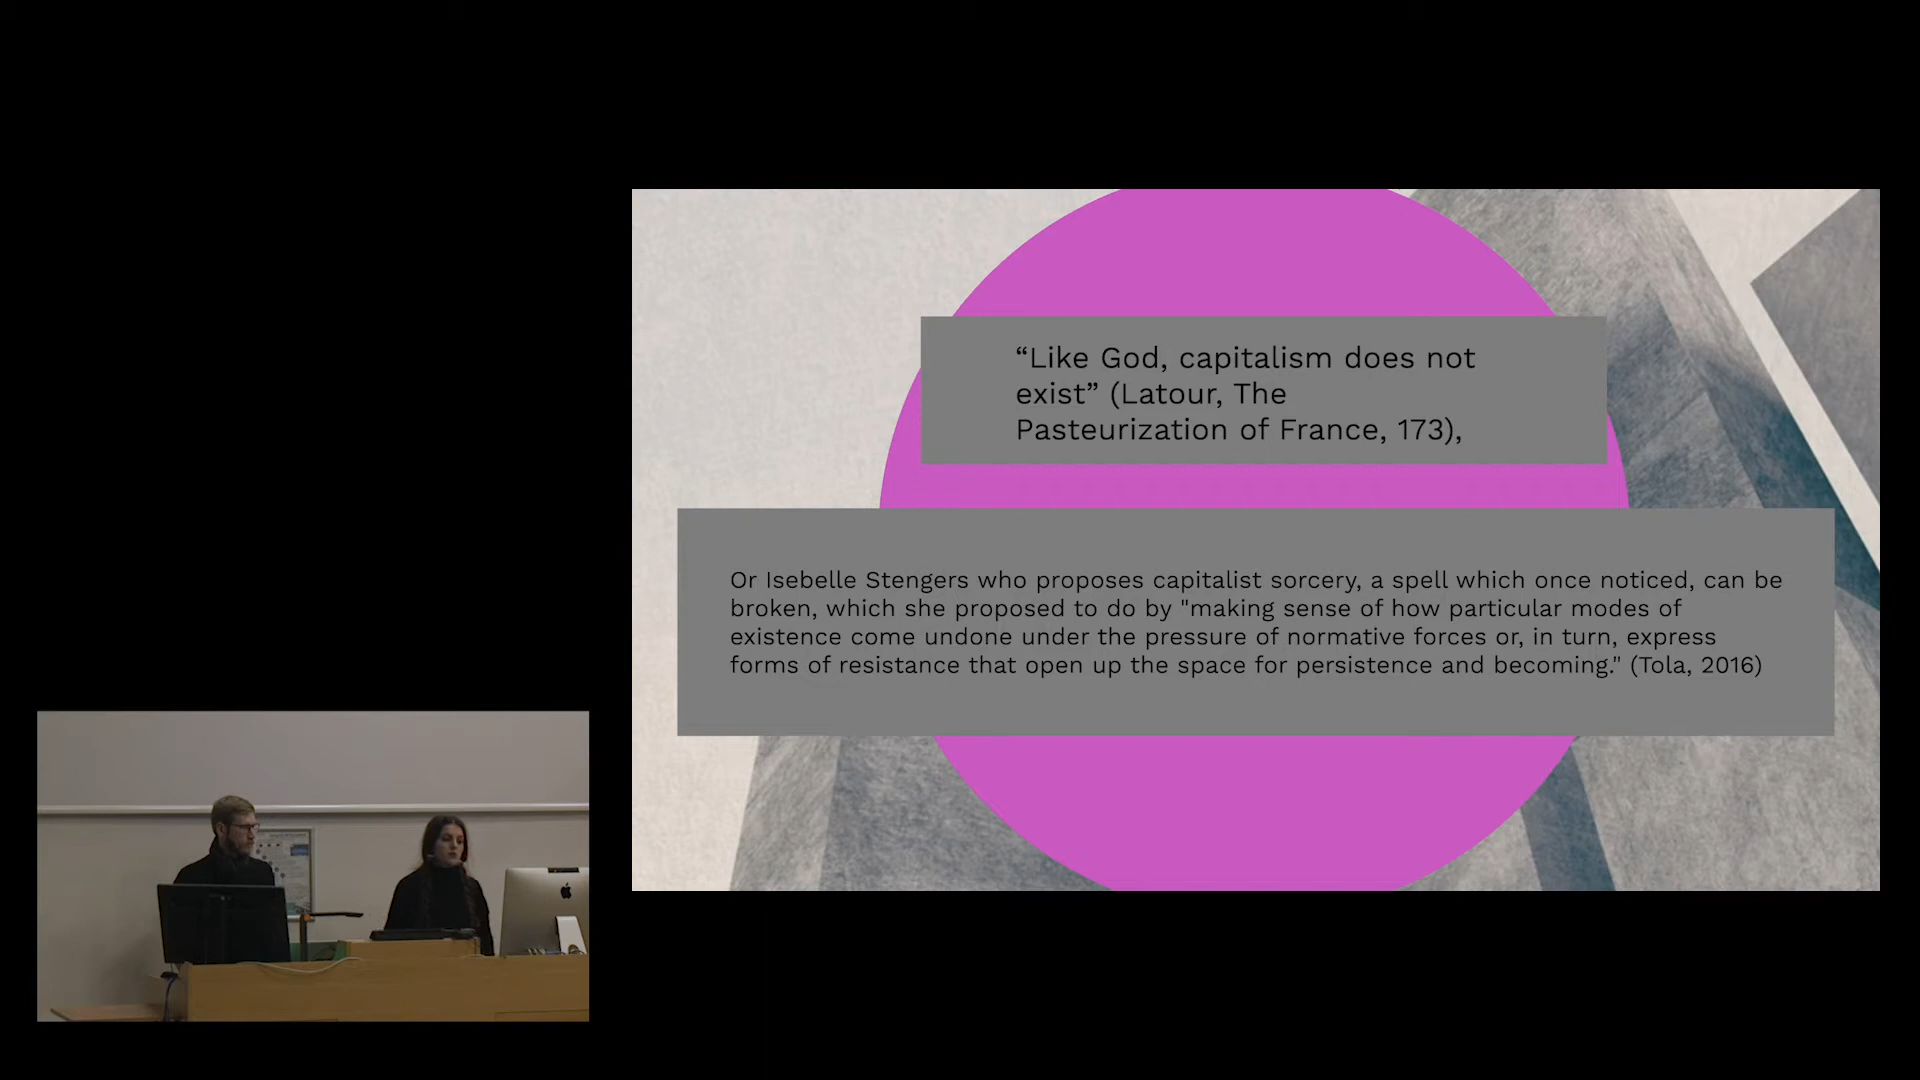 “Like God, capitalism does not
exist” (Latour, The
Pasteurization of France, 173),
Or Isebelle Stengers who proposes capitalist sorcery, a spell which once noticed, can be
broken, which she proposed to do by "making sense of how particular modes of
existence come undone under the pressure of normative forces or, in turn, express
forms of resistance that open up the space for persistence and becoming." (Tola, 2016)